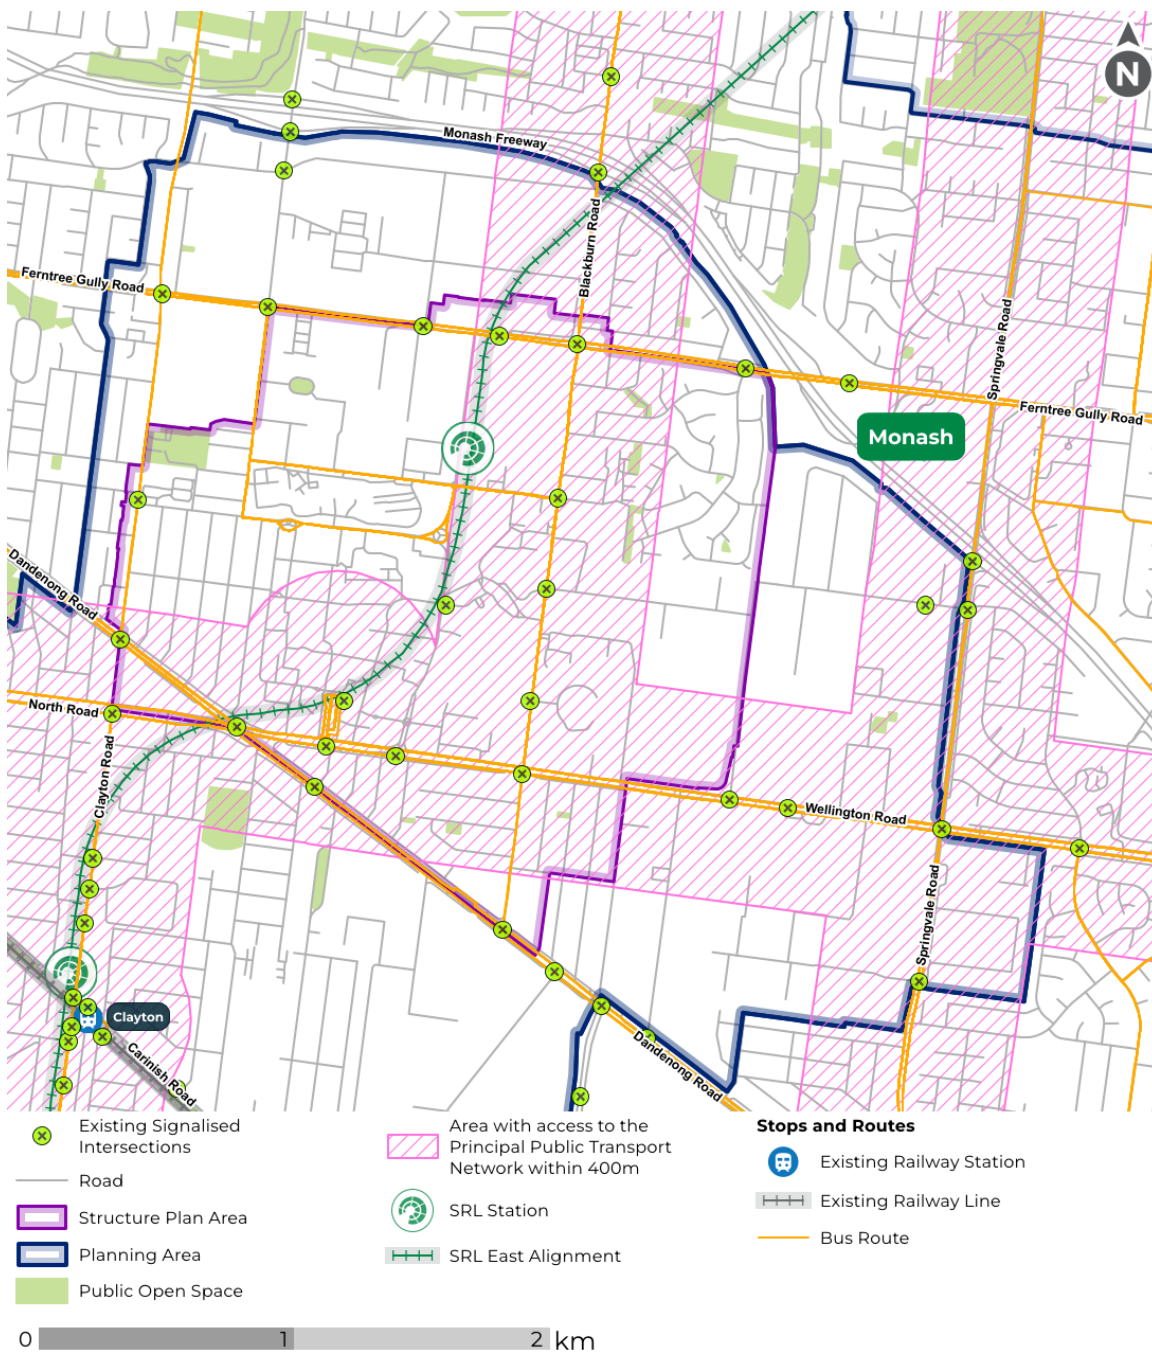 N
Monash Freeway
Blackburn Road
Ferntree Gully Road
Springvale Road
Ferntree Gully Road
Monash
Dandenong Road
North Road
Clayton Road
Wellington Road
Springvale Road
Clayton
Carinish Road
Dandenong Road
Existing Signalised
Intersections
Road
Structure Plan Area
Planning Area
Public Open Space
Area with access to the
Principal Public Transport
Network within 400m
SRL Station
SRL East Alignment
Stops and Routes
Existing Railway Station
Existing Railway Line
Bus Route
0 1 2 km